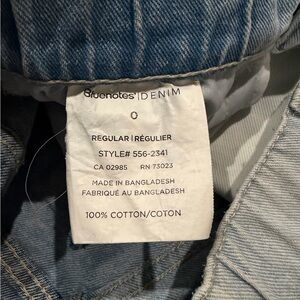 Bluenotes | DENIM
0
REGULAR | RÉGULIER
STYLE# 556-2341
CA 02985 RN 73023
MADE IN BANGLADESH
FABRIQUÉ AU BANGLADESH
100% COTTON/COTON